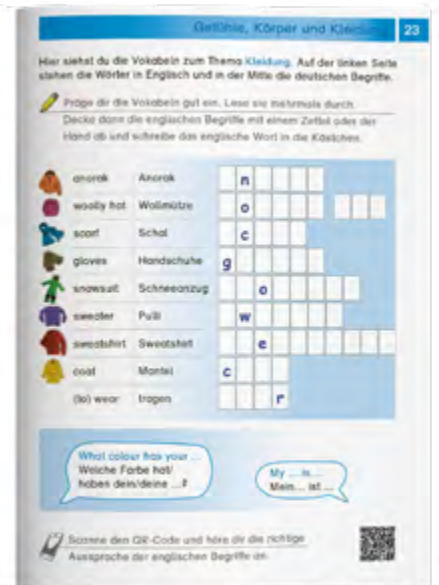 Gefühle, Körper und Kleidung 23
Hier siehst du die Vokabeln zum Thema Kleidung. Auf der linken Seite
stehen die Wörter in Englisch und in der Mitte die deutschen Begriffe.
Präge dir die Vokabeln gut ein. Lese sie mehrmals durch.
Decke dann die englischen Begriffe mit einem Zettel oder der
Hand ab und schreibe das englische Wort in die Kästchen.
anorak Anorak n
woolly hat Wollmütze o
scarf Schal c
gloves Handschuhe g
snowsuit Schneeanzug o
sweater Pulli w
sweatshirt Sweatshirt e
coat Mantel c
(to) wear tragen r
What colour has your ...
Welche Farbe hat/
haben dein/deine ...?
My ... is ...
Mein... ist ...
Scanne den QR-Code und höre dir die richtige
Aussprache der englischen Begriffe an.